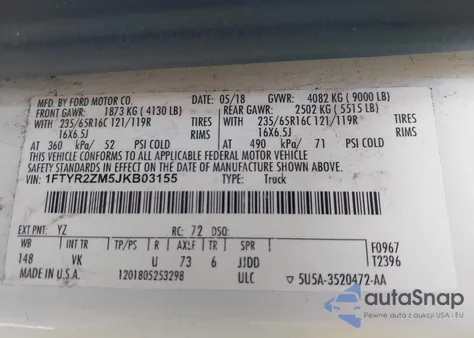 MFD. BY FORD MOTOR CO. 05/18 GVWR: 4082 KG (9000 LB)
FRONT GAWR: 1873 KG (4130 LB) REAR GAWR: 2502 KG (5515 LB)
WITH 235/65R16C 121/119R TIRES WITH 235/65R16C 121/119R TIRES
16X6.5J RIMS 16X6.5J RIMS
AT 360 kPa/ 52 PSI COLD AT 490 kPa/ 71 PSI COLD
THIS VEHICLE CONFORMS TO ALL APPLICABLE FEDERAL MOTOR VEHICLE
SAFETY STANDARDS IN EFFECT ON THE DATE OF MANUFACTURE SHOWN ABOVE.
VIN: 1FTYR2ZM5JKB03155 TYPE: Truck
EXT PNT: YZ RC: 72 DSO:
WB INT TR TP/PS R AXLE TR SPR F0967
148 VK U 73 6 JJDD T2396
MADE IN U.S.A. 1201805253298 ULC ▽ 5U5A-3520472-AA
autoSnap
Pewne auta z USA i EU